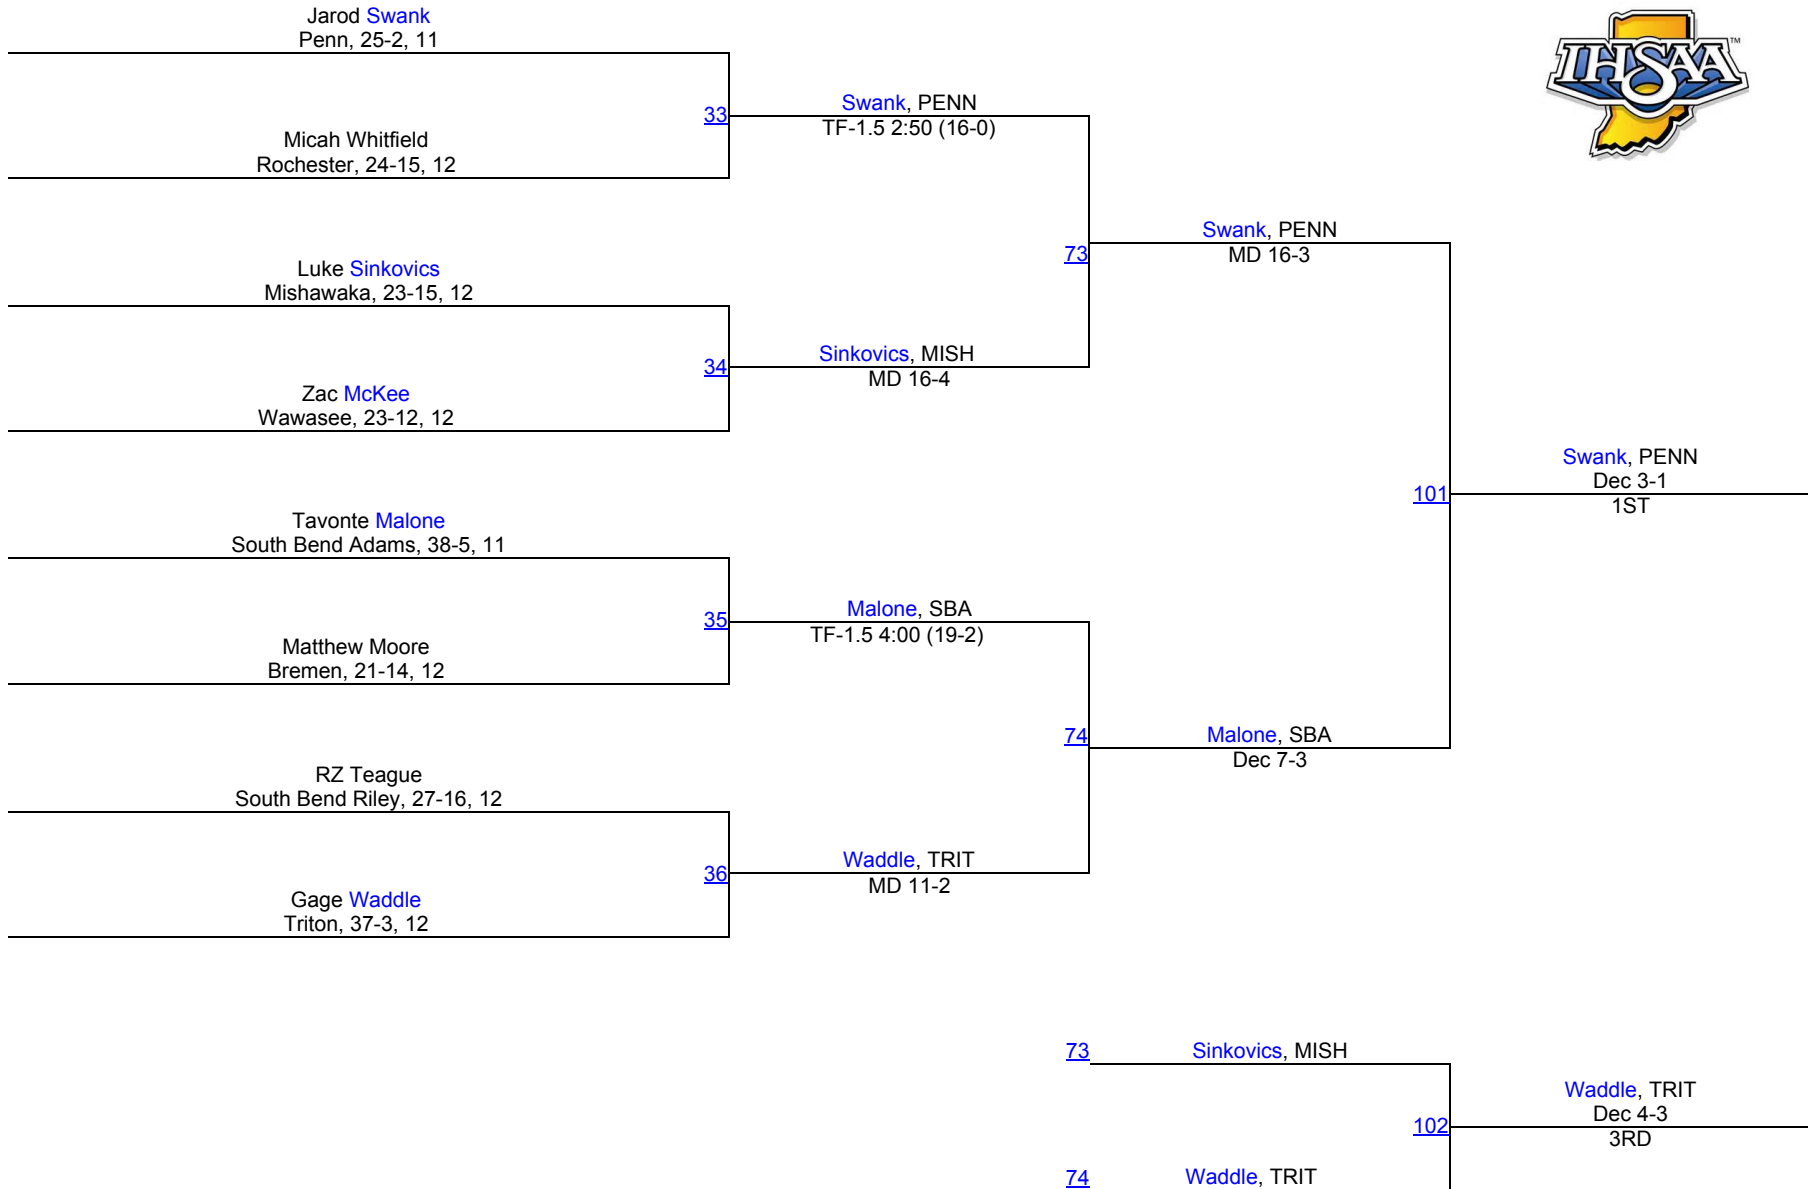 Jarod Swank
Penn, 25-2, 11
IHSAA™
33
Swank, PENN
TF-1.5 2:50 (16-0)
Micah Whitfield
Rochester, 24-15, 12
73
Swank, PENN
MD 16-3
Luke Sinkovics
Mishawaka, 23-15, 12
34
Sinkovics, MISH
MD 16-4
Zac McKee
Wawasee, 23-12, 12
101
Swank, PENN
Dec 3-1
1ST
Tavonte Malone
South Bend Adams, 38-5, 11
35
Malone, SBA
TF-1.5 4:00 (19-2)
Matthew Moore
Bremen, 21-14, 12
74
Malone, SBA
Dec 7-3
RZ Teague
South Bend Riley, 27-16, 12
36
Waddle, TRIT
MD 11-2
Gage Waddle
Triton, 37-3, 12
73
Sinkovics, MISH
102
Waddle, TRIT
Dec 4-3
3RD
74
Waddle, TRIT